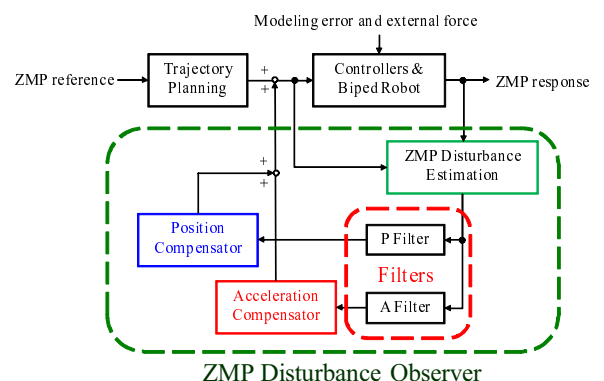 Modeling error and external force
ZMP reference
Trajectory
Planning
+
+
Controllers &
Biped Robot
ZMP response
ZMP Disturbance
Estimation
+
+
Position
Compensator
P Filter
Filters
Acceleration
Compensator
A Filter
ZMP Disturbance Observer